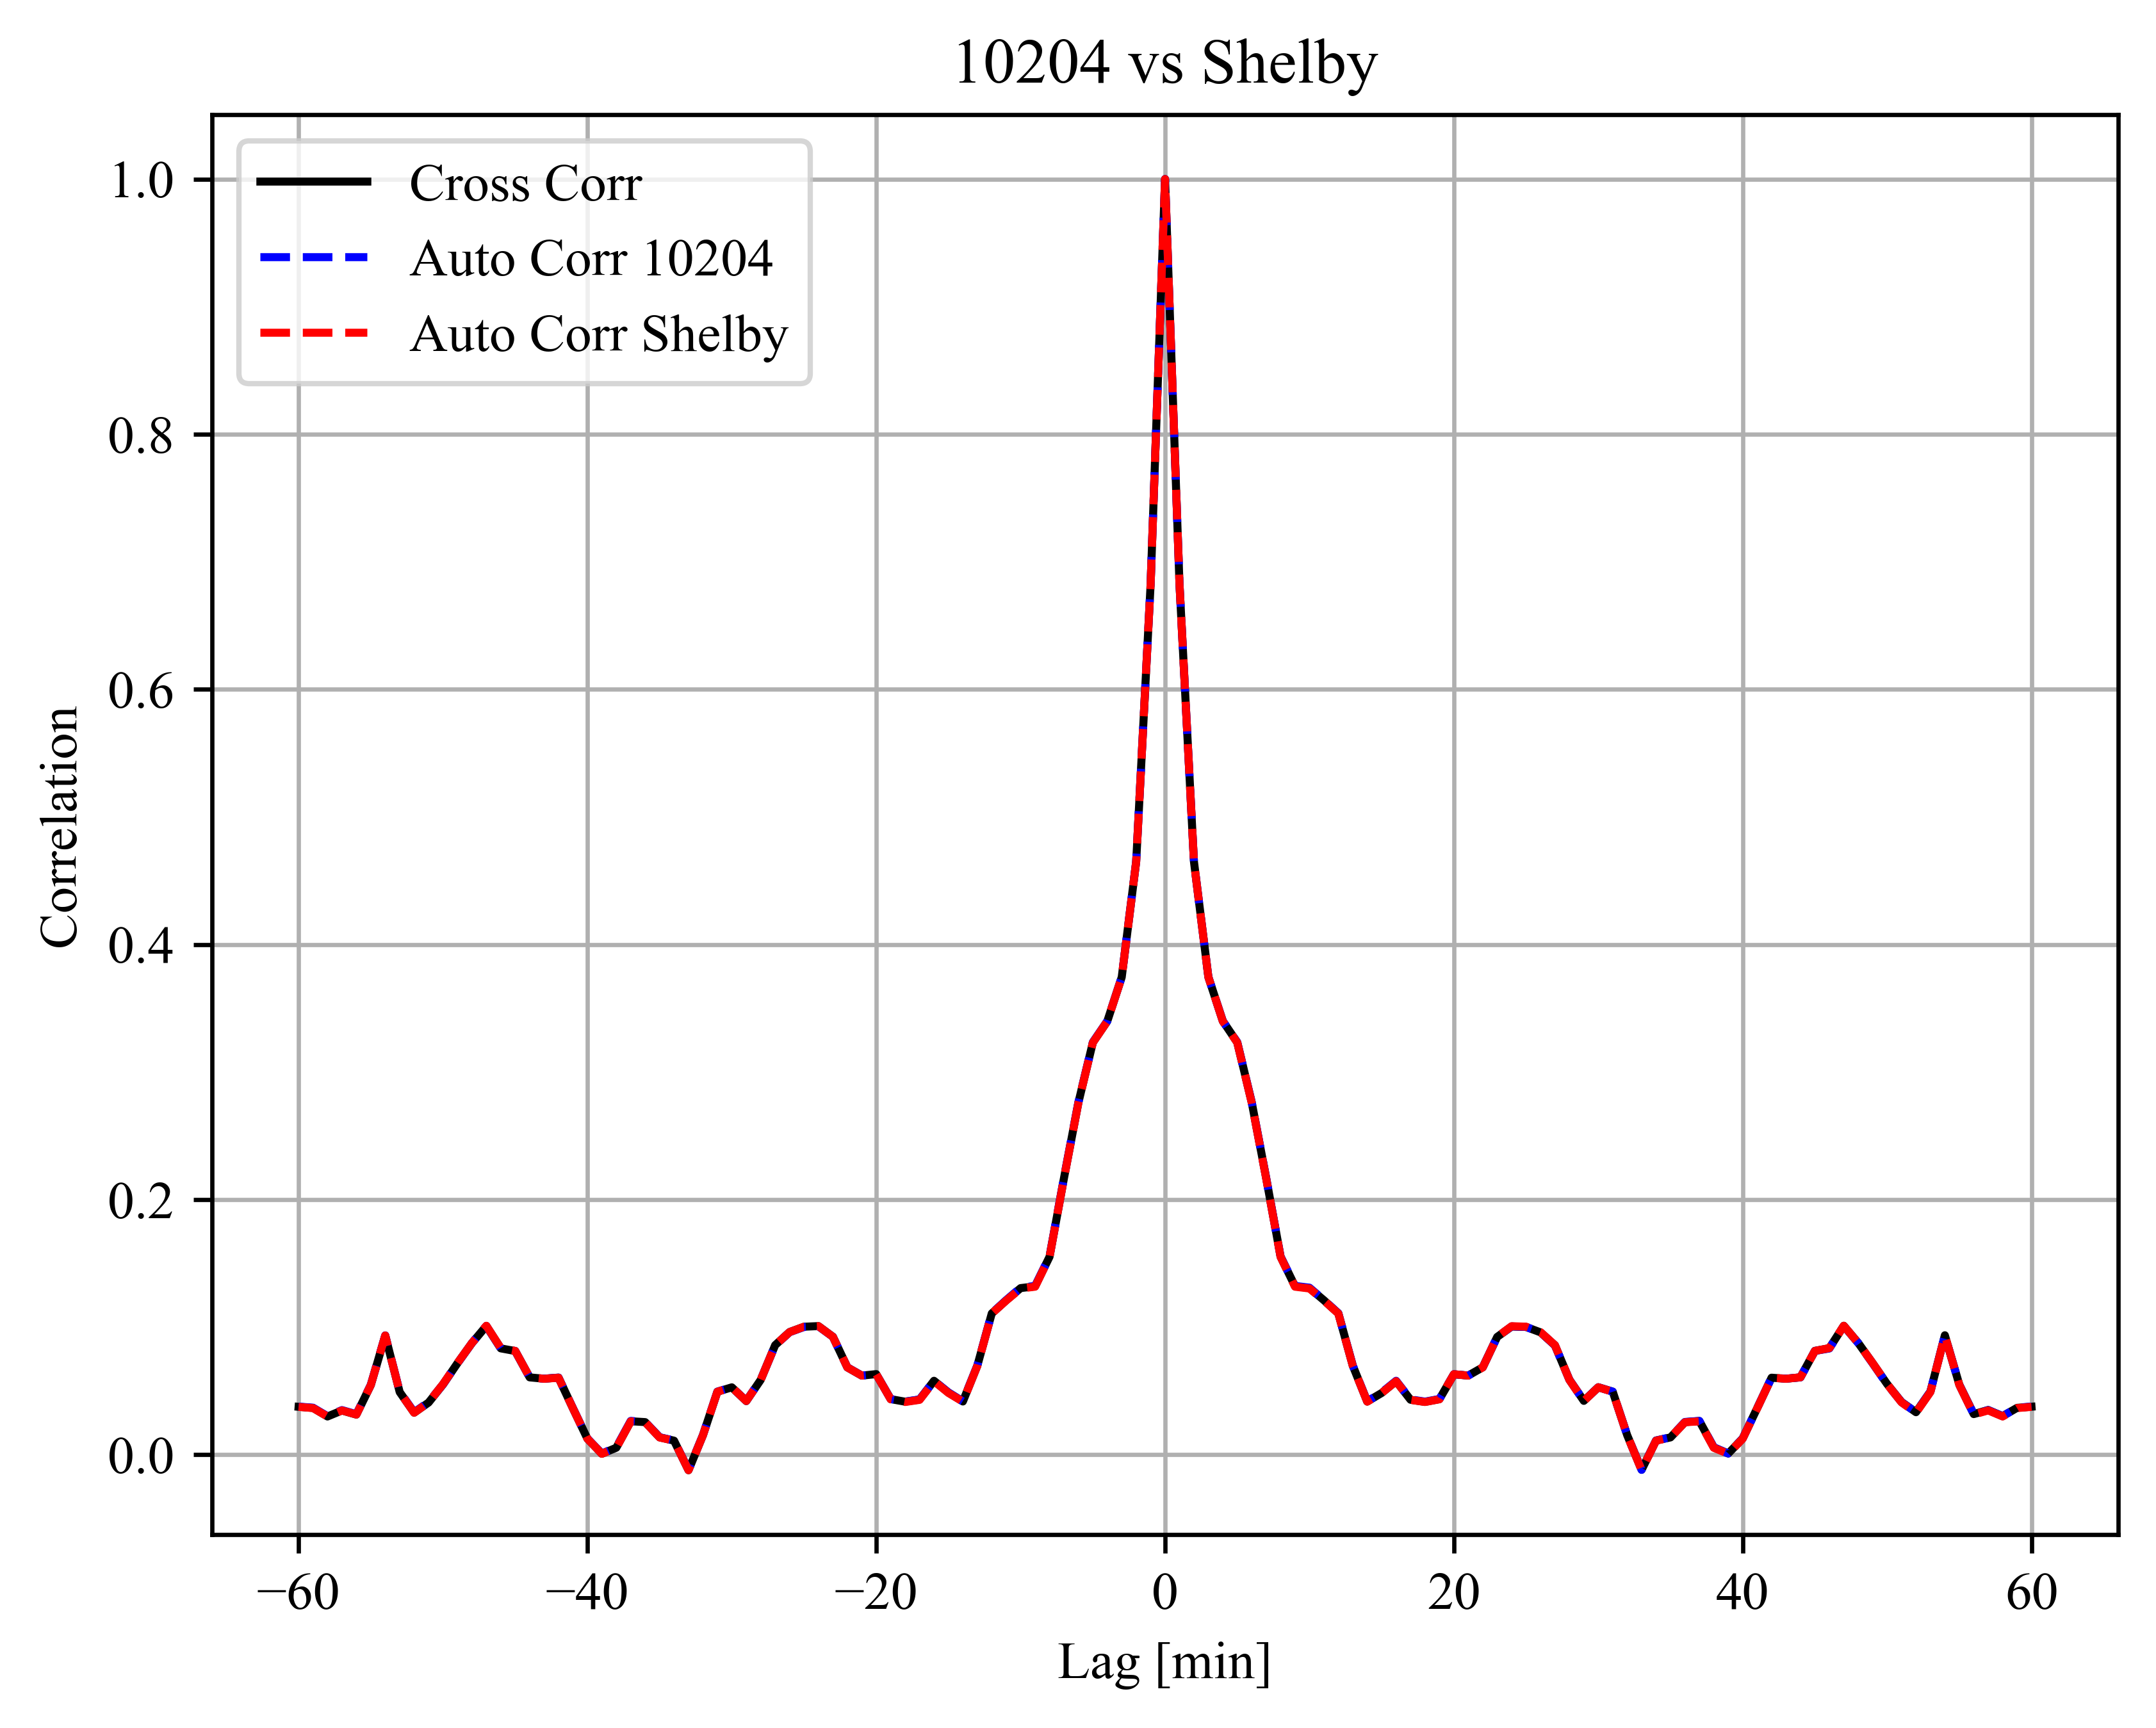 10204 vs Shelby
Cross Corr
Auto Corr 10204
Auto Corr Shelby
1.0
0.8
0.6
0.4
0.2
0.0
Correlation
−60
−40
−20
0
20
40
60
Lag [min]